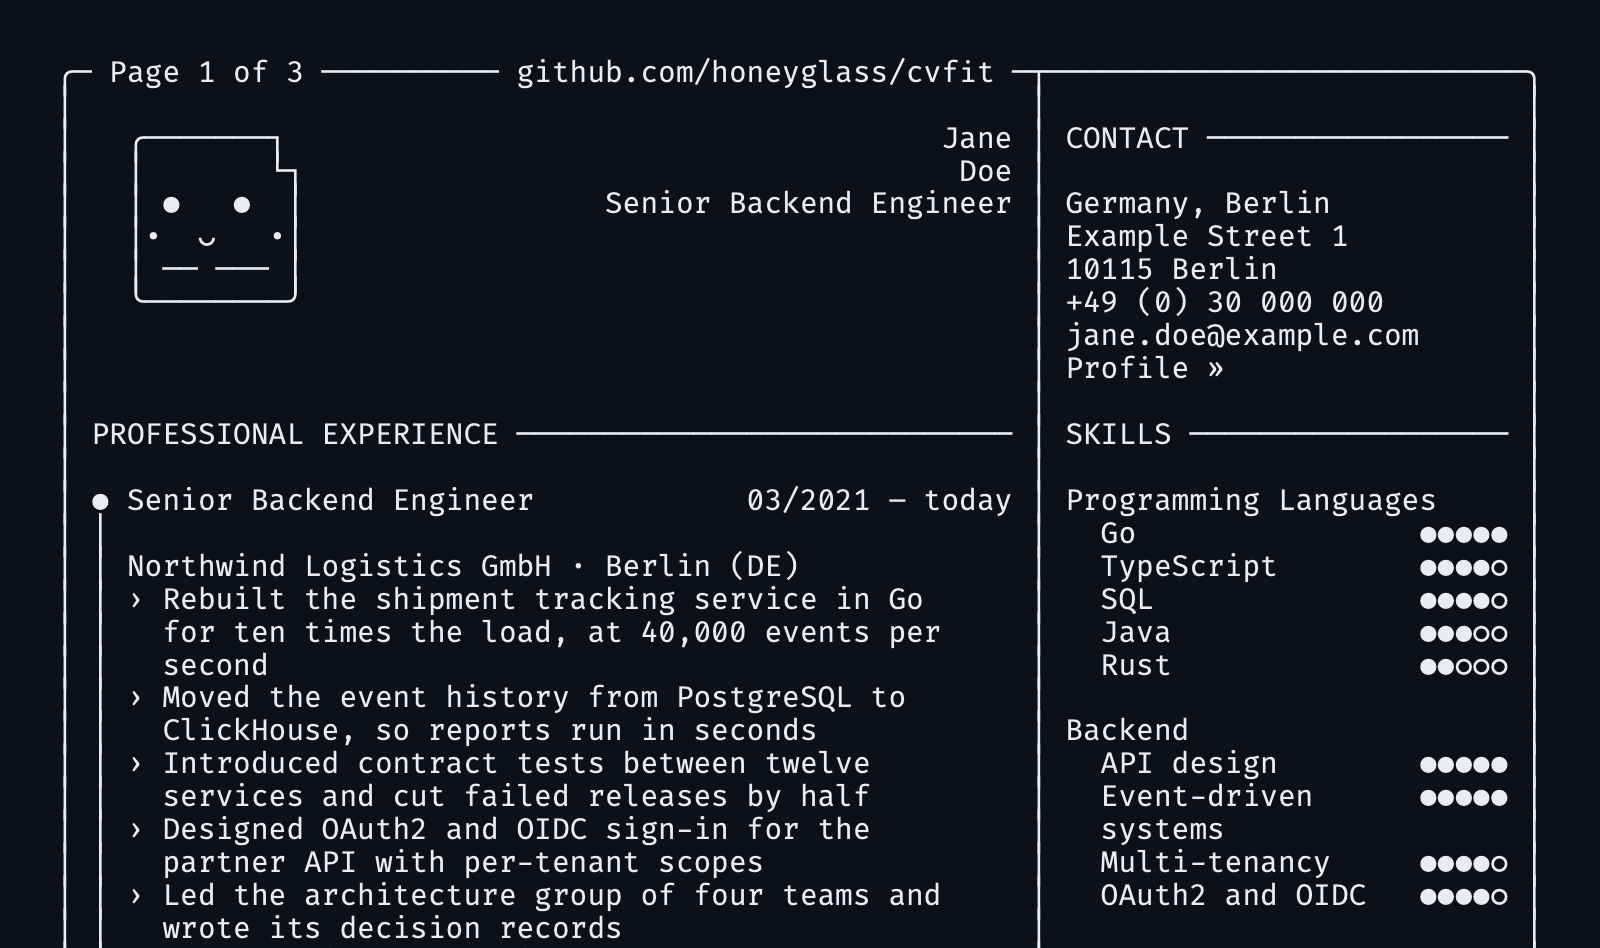 Page 1 of 3
github.com/honeyglass/cvfit
Jane
Doe
Senior Backend Engineer
PROFESSIONAL EXPERIENCE
Senior Backend Engineer 03/2021 – today
Northwind Logistics GmbH · Berlin (DE)
› Rebuilt the shipment tracking service in Go
for ten times the load, at 40,000 events per
second
› Moved the event history from PostgreSQL to
ClickHouse, so reports run in seconds
› Introduced contract tests between twelve
services and cut failed releases by half
› Designed OAuth2 and OIDC sign-in for the
partner API with per-tenant scopes
› Led the architecture group of four teams and
wrote its decision records
CONTACT
Germany, Berlin
Example Street 1
10115 Berlin
+49 (0) 30 000 000
jane.doe@example.com
Profile »
SKILLS
Programming Languages
Go ●●●●●
TypeScript ●●●●○
SQL ●●●●○
Java ●●●○○
Rust ●●○○○
Backend
API design ●●●●●
Event-driven ●●●●●
systems
Multi-tenancy ●●●●○
OAuth2 and OIDC ●●●●○